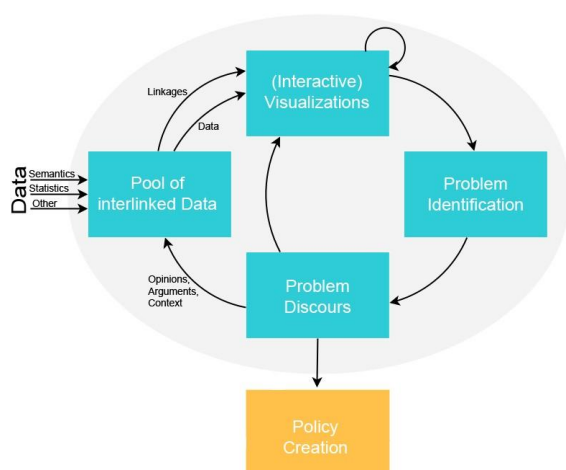 (Interactive)
Visualizations
Linkages
Data
Data
Semantics
Statistics
Other
Pool of
interlinked Data
Problem
Identification
Opinions,
Arguments,
Context
Problem
Discours
Policy
Creation